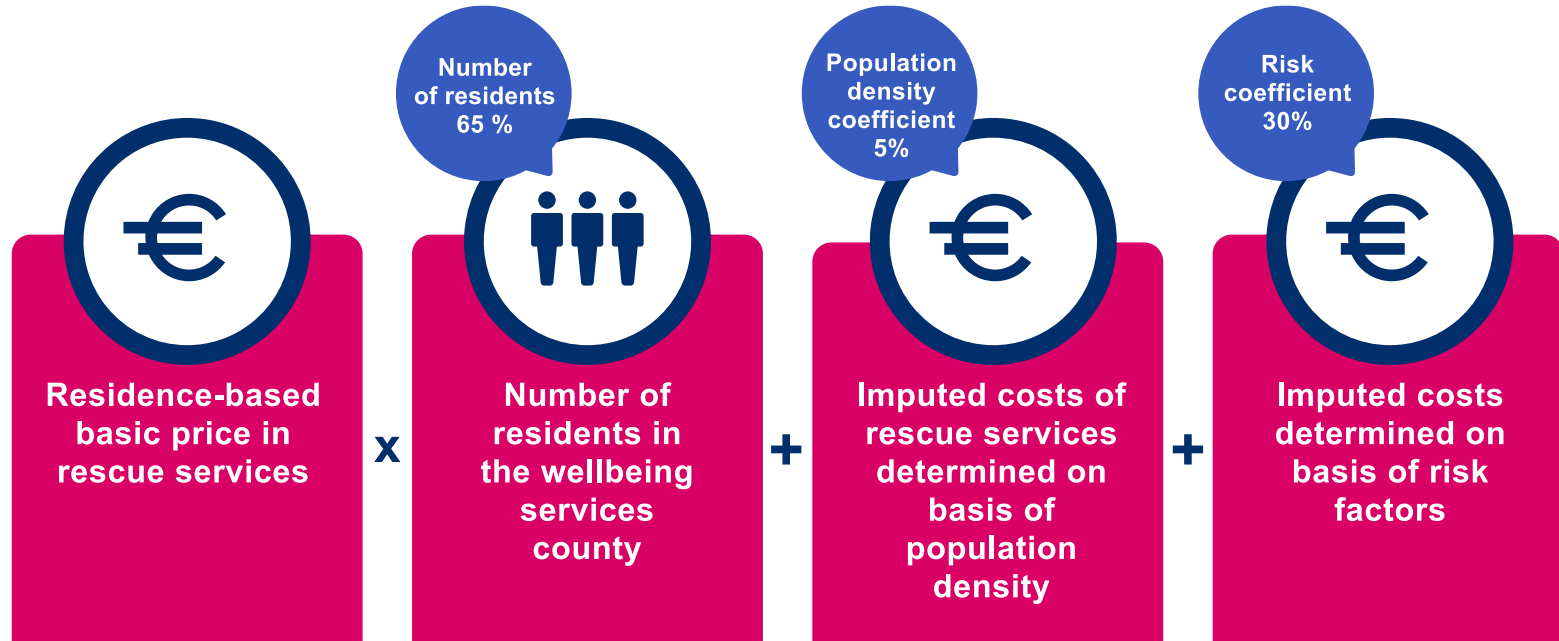 Number
of residents
65 %
Population
density
coefficient
5%
Risk
coefficient
30%
Residence-based
basic price in
rescue services
x
Number of
residents in
the wellbeing
services
county
+
Imputed costs of
rescue services
determined on
basis of
population
density
+
Imputed costs
determined on
basis of risk
factors